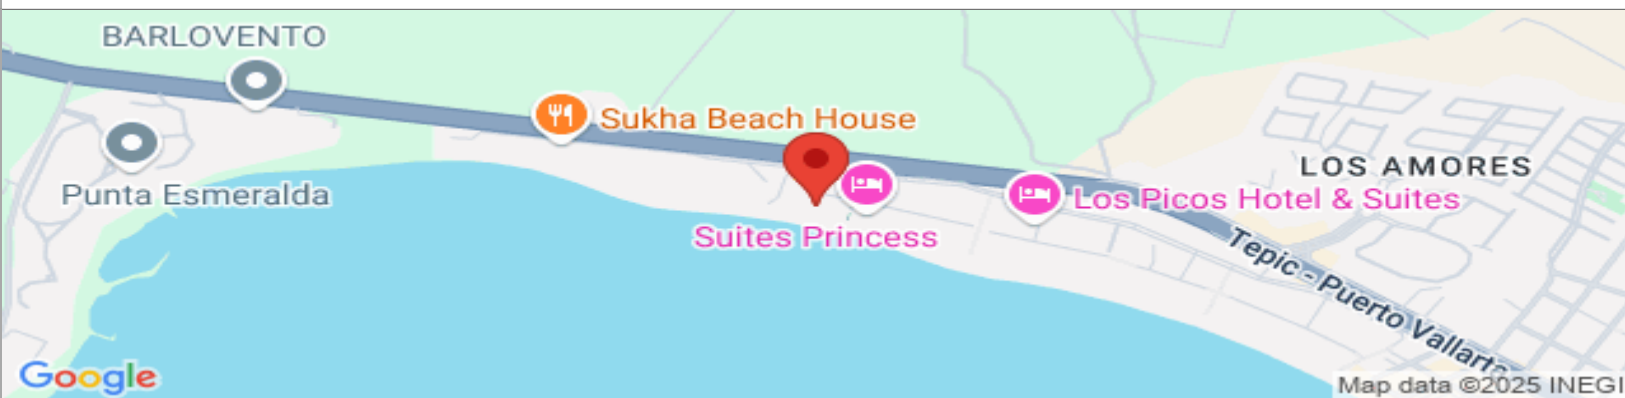 BARLOVENTO
Sukha Beach House
Punta Esmeralda
LOS AMORES
Los Picos Hotel & Suites
Suites Princess
Tepic - Puerto Vallarta
Google
Map data ©2025 INEGI